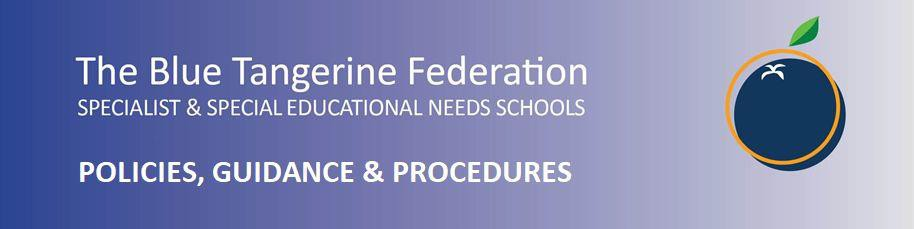 The Blue Tangerine Federation
SPECIALIST & SPECIAL EDUCATIONAL NEEDS SCHOOLS
POLICIES, GUIDANCE & PROCEDURES